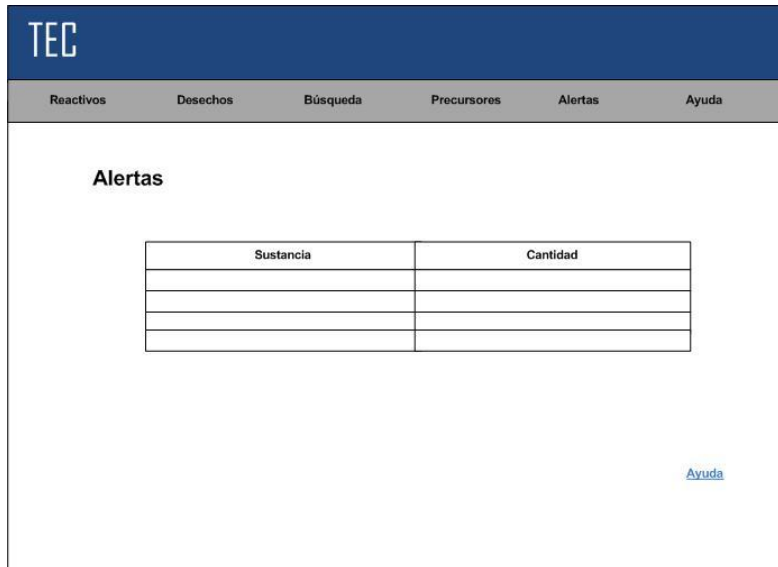 TEC
Reactivos Desechos Búsqueda Precursores Alertas Ayuda
Alertas
Sustancia Cantidad
Ayuda